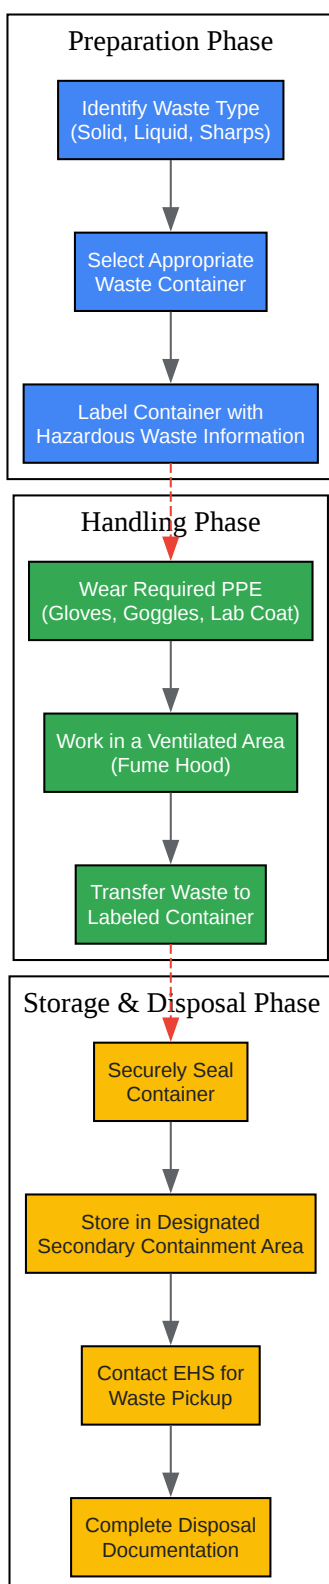 Preparation Phase
Identify Waste Type
(Solid, Liquid, Sharps)
Select Appropriate
Waste Container
Label Container with
Hazardous Waste Information
Handling Phase
Wear Required PPE
(Gloves, Goggles, Lab Coat)
Work in a Ventilated Area
(Fume Hood)
Transfer Waste to
Labeled Container
Storage & Disposal Phase
Securely Seal
Container
Store in Designated
Secondary Containment Area
Contact EHS for
Waste Pickup
Complete Disposal
Documentation